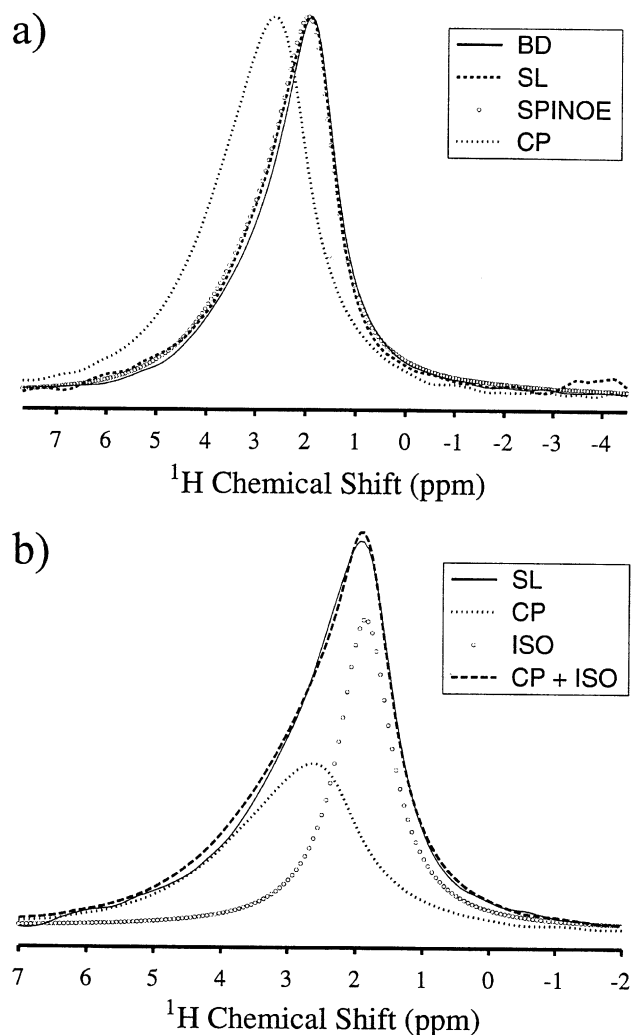 a)
BD
SL
SPINOE
CP
7 6 5 4 3 2 1 0 -1 -2 -3 -4
¹H Chemical Shift (ppm)
b)
SL
CP
ISO
CP + ISO
7 6 5 4 3 2 1 0 -1 -2
¹H Chemical Shift (ppm)